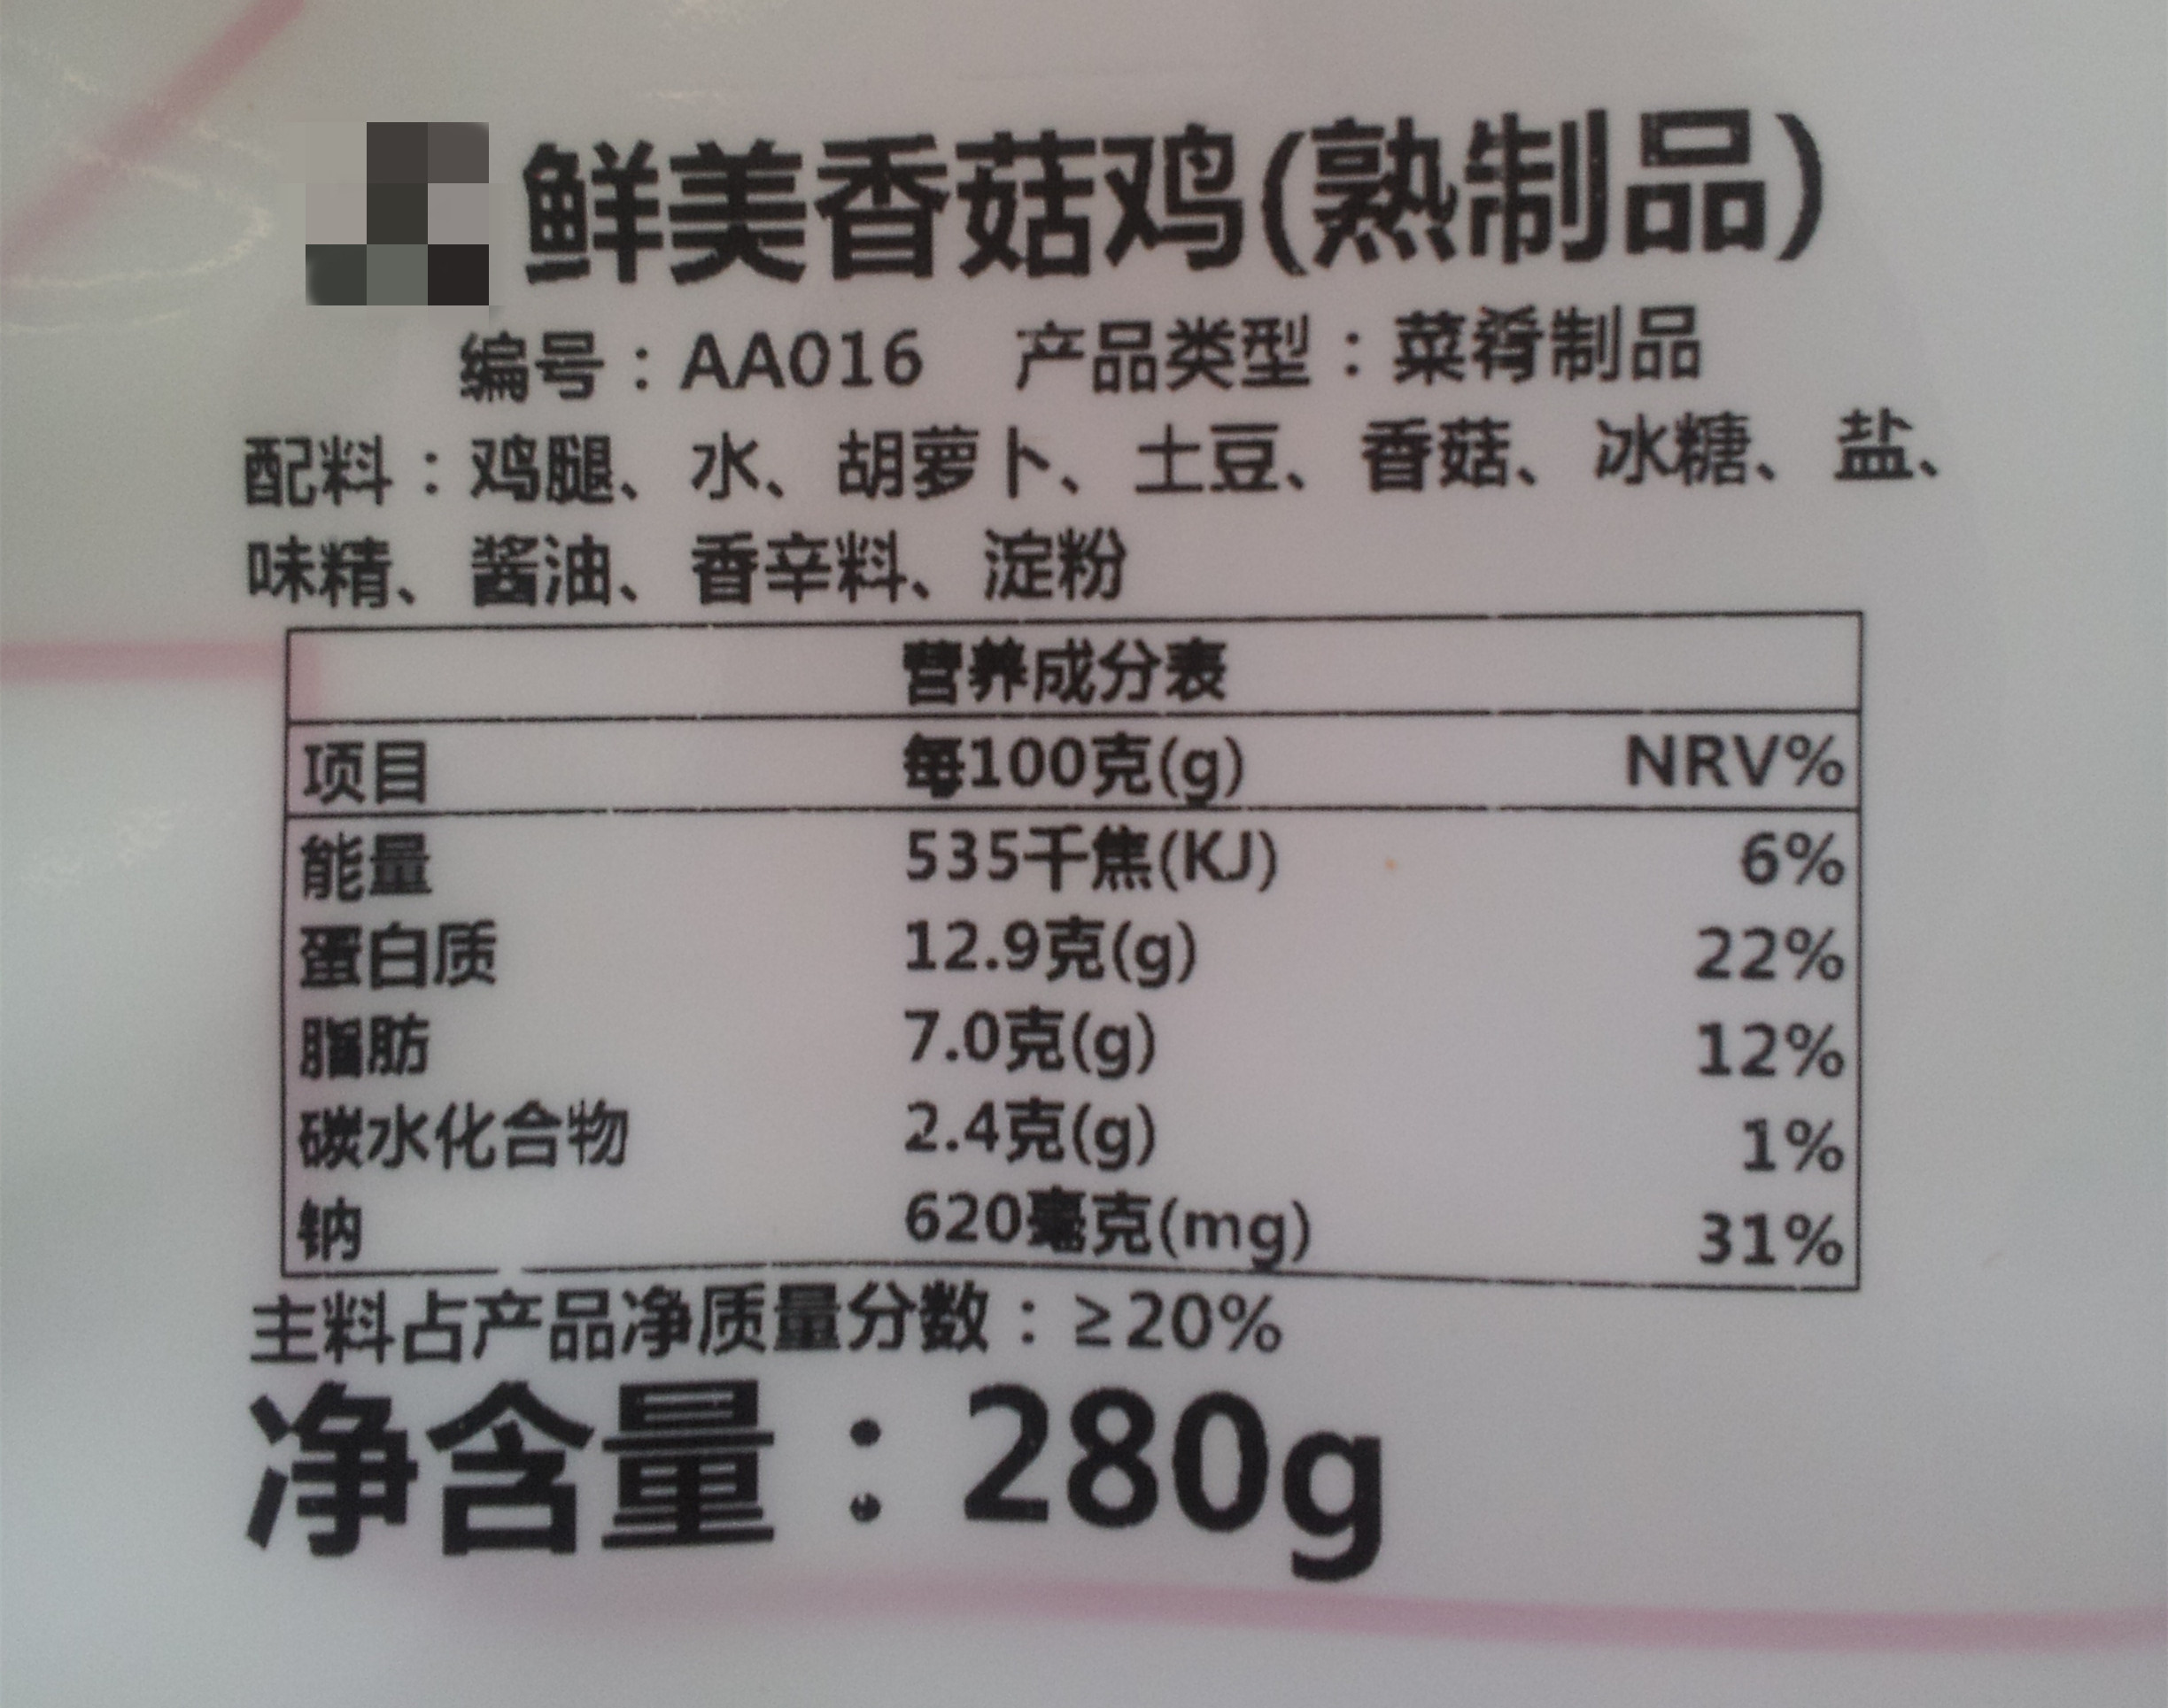 鲜美香菇鸡(熟制品)
编号：AA016 产品类型：菜肴制品
配料：鸡腿、水、胡萝卜、土豆、香菇、冰糖、盐、
味精、酱油、香辛料、淀粉
营养成分表
项目 每100克(g) NRV%
能量 535千焦(KJ) 6%
蛋白质 12.9克(g) 22%
脂肪 7.0克(g) 12%
碳水化合物 2.4克(g) 1%
钠 620毫克(mg) 31%
主料占产品净质量分数：≥20%
净含量：280g